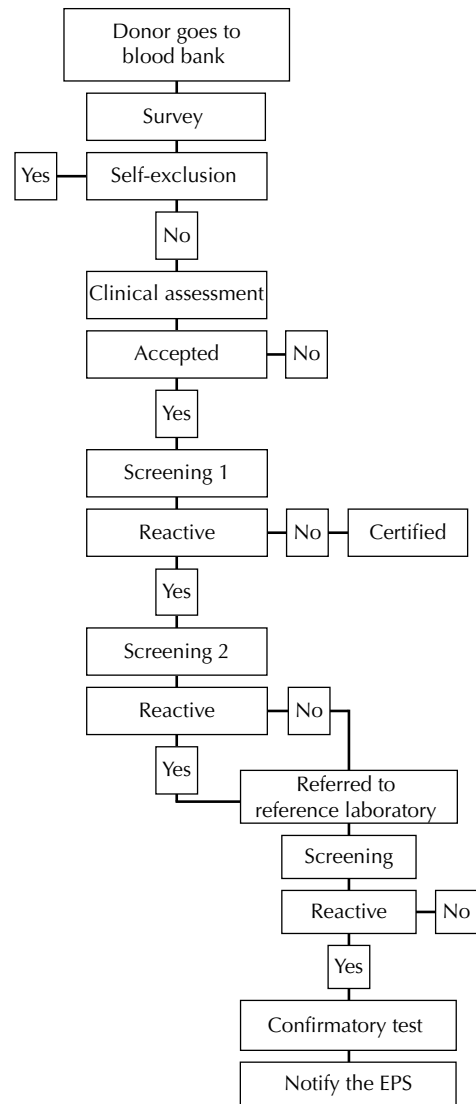 Donor goes to
blood bank
Survey
Yes
Self-exclusion
No
Clinical assessment
Accepted
No
Yes
Screening 1
Reactive
No
Certified
Yes
Screening 2
Reactive
No
Yes
Referred to
reference laboratory
Screening
Reactive
No
Yes
Confirmatory test
Notify the EPS